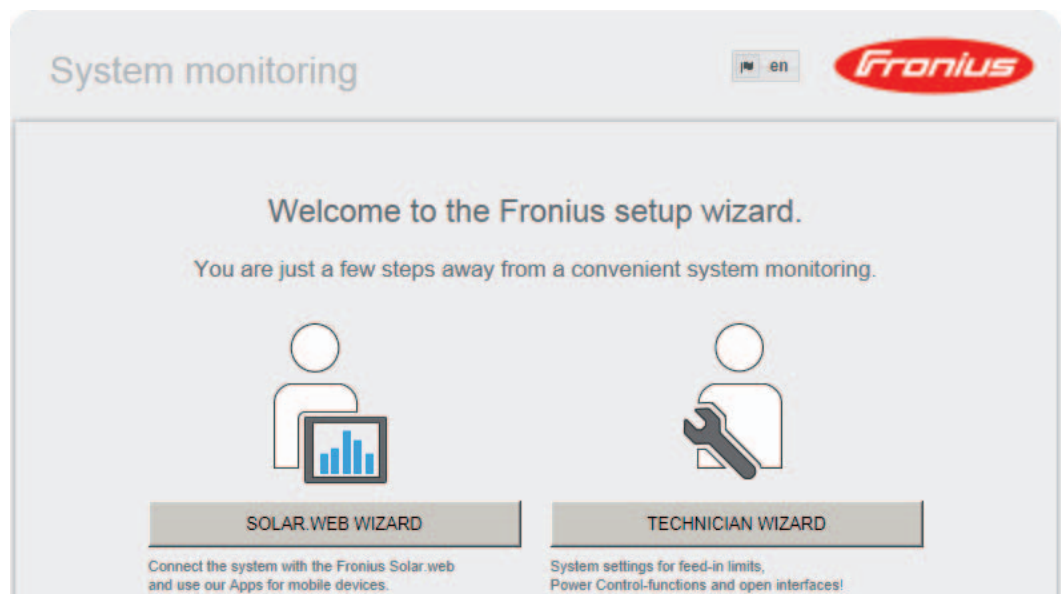 System monitoring
en
Fronius
Welcome to the Fronius setup wizard.
You are just a few steps away from a convenient system monitoring.
SOLAR.WEB WIZARD
TECHNICIAN WIZARD
Connect the system with the Fronius Solar.web
and use our Apps for mobile devices.
System settings for feed-in limits,
Power Control-functions and open interfaces!